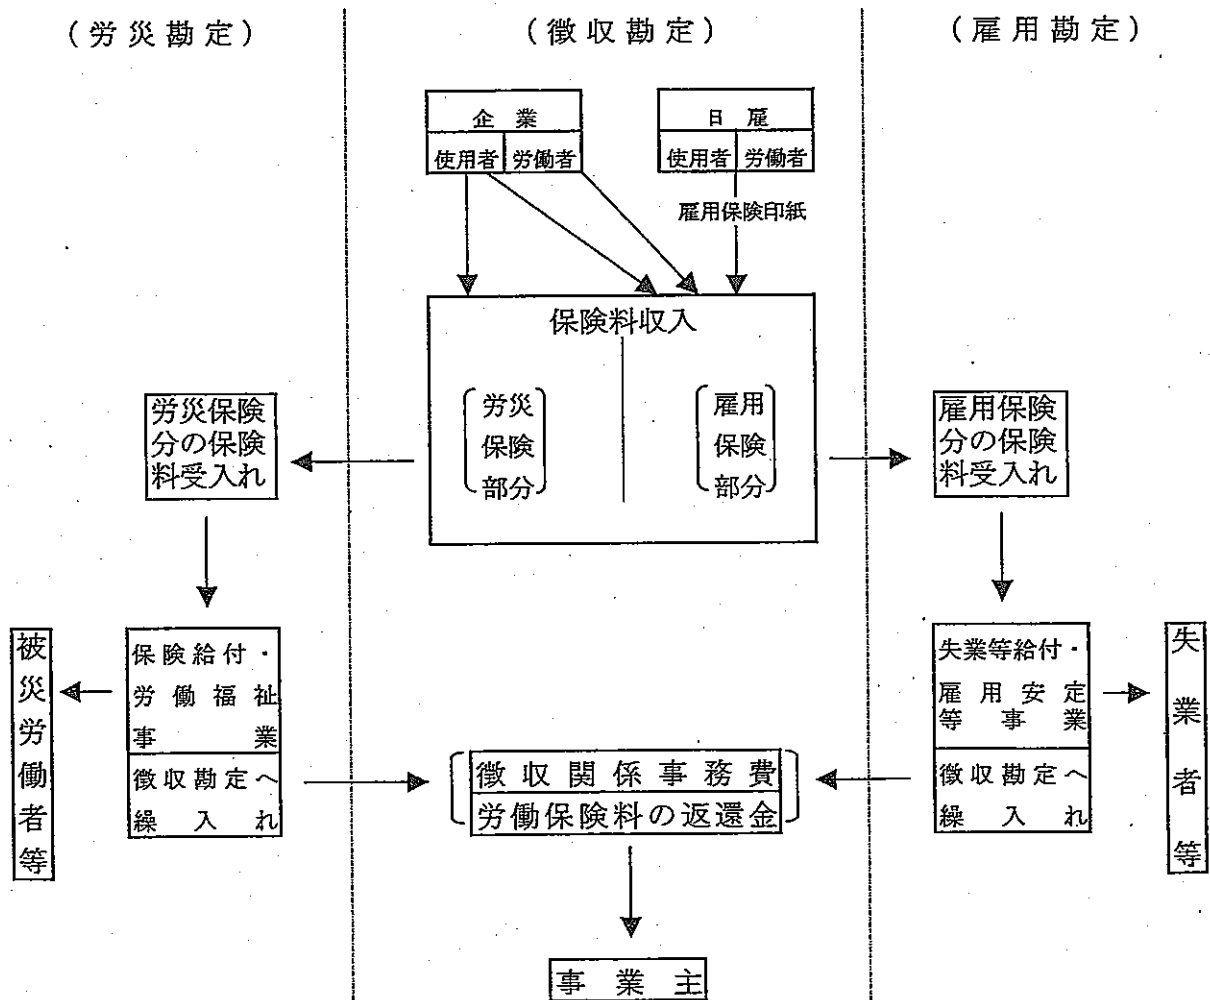 (労災勘定)
(徴収勘定)
(雇用勘定)
企業
使用者 労働者
日雇
使用者 労働者
雇用保険印紙
保険料収入
労災
保険
部分
雇用
保険
部分
労災保険
分の保険
料受入れ
雇用保険
分の保険
料受入れ
被災労働者等
保険給付・
労働福祉
事業
徴収勘定へ
繰入れ
徴収関係事務費
労働保険料の返還金
失業等給付・
雇用安定
等事業
徴収勘定へ
繰入れ
失業者等
事業主